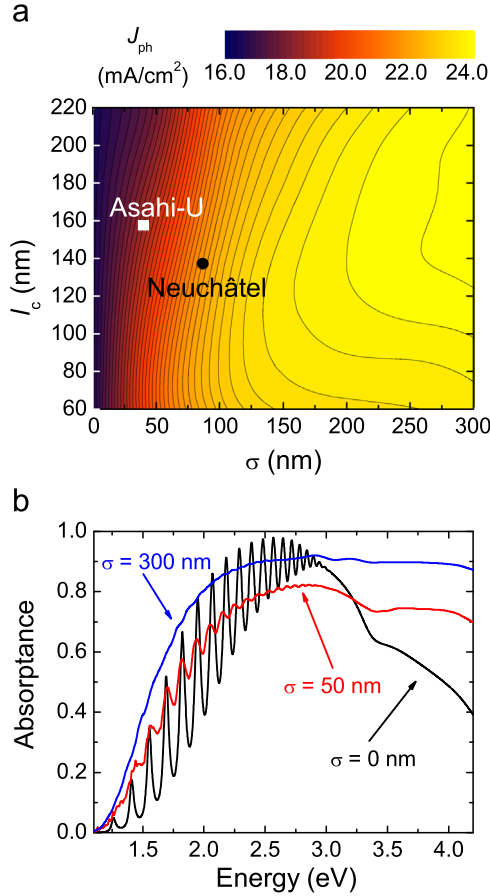 a
J_ph
(mA/cm²)
16.0 18.0 20.0 22.0 24.0
220
200
180
160
140
120
100
80
60
l_c (nm)
Asahi-U
Neuchâtel
0 50 100 150 200 250 300
σ (nm)
b
1.0
0.8
0.6
0.4
0.2
0.0
Absorptance
σ = 300 nm
σ = 50 nm
σ = 0 nm
1.5 2.0 2.5 3.0 3.5 4.0
Energy (eV)